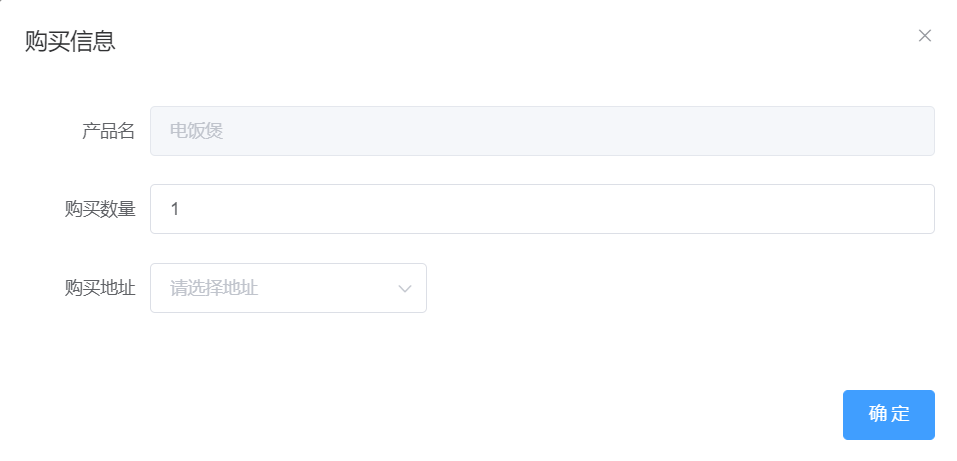 购买信息
产品名 电饭煲
购买数量 1
购买地址 请选择地址
确定